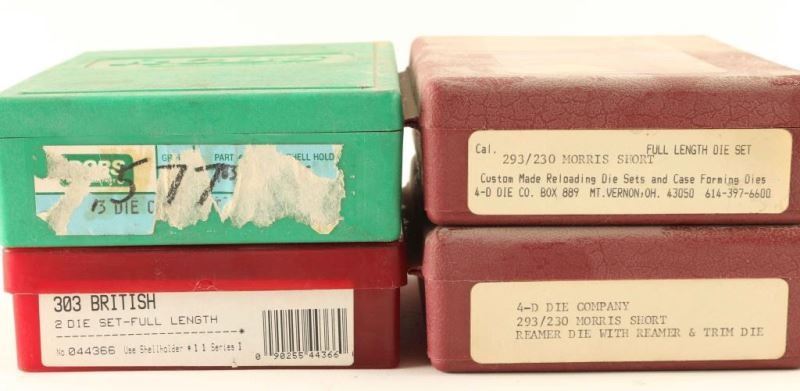 GR 4 PART SHELL HOLD
577
3 DIE
303 BRITISH
2 DIE SET-FULL LENGTH
No. 044366 Use Shellholder # 11 Series 1
0 90255 44366
Cal. FULL LENGTH DIE SET
293/230 MORRIS SHORT
Custom Made Reloading Die Sets and Case Forming Dies
4-D DIE CO. BOX 889 MT. VERNON, OH. 43050 614-397-6600
4-D DIE COMPANY
293/230 MORRIS SHORT
REAMER DIE WITH REAMER & TRIM DIE